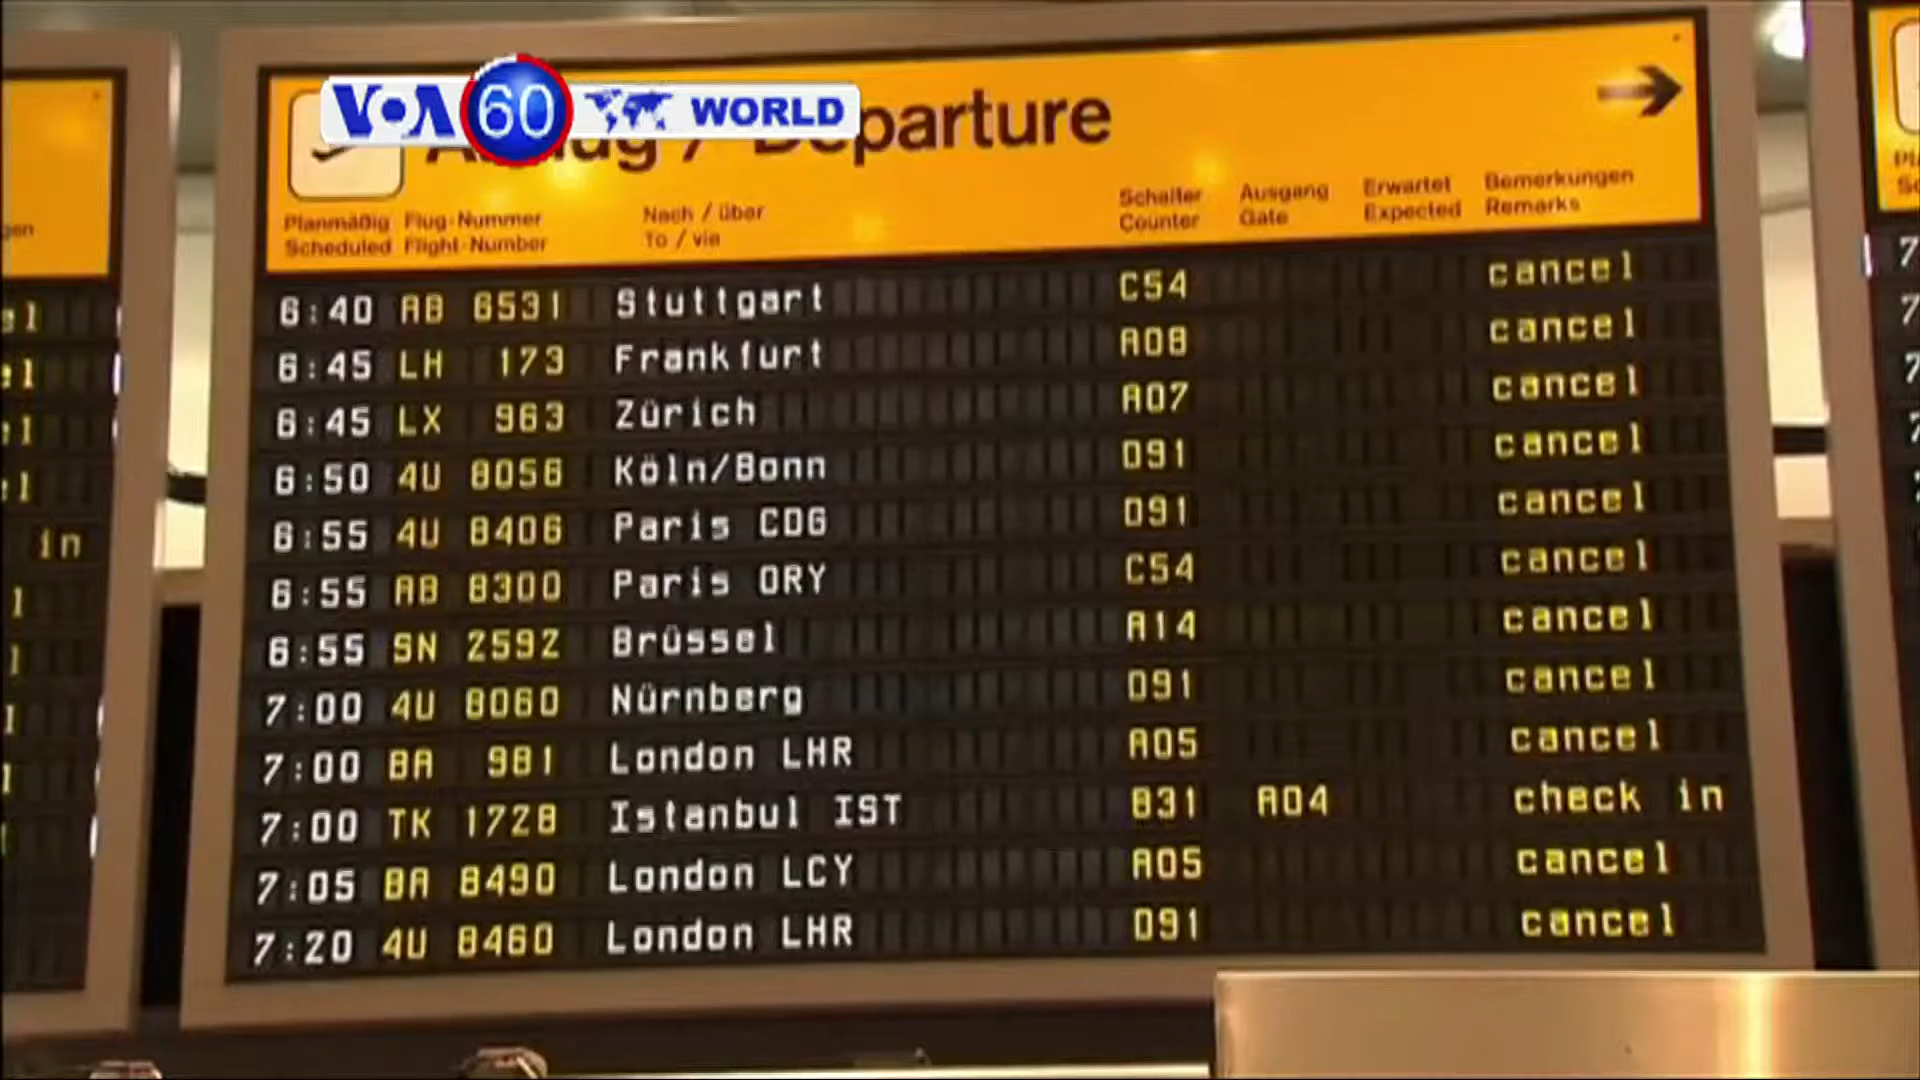 VOA 60 WORLD
Departure
Planmäßig Flug-Nummer Nach / über Schalter Ausgang Erwartet Bemerkungen
Scheduled Flight-Number To / via Counter Gate Expected Remarks
6:40 AB 6531 Stuttgart C54 cancel
6:45 LH 173 Frankfurt A08 cancel
6:45 LX 963 Zürich A07 cancel
6:50 4U 8056 Köln/Bonn D91 cancel
6:55 4U 8406 Paris CDG D91 cancel
6:55 AB 8300 Paris ORY C54 cancel
6:55 SN 2592 Brüssel A14 cancel
7:00 4U 8060 Nürnberg D91 cancel
7:00 BA 981 London LHR A05 cancel
7:00 TK 1728 Istanbul IST B31 A04 check in
7:05 BA 8490 London LCY A05 cancel
7:20 4U 8460 London LHR D91 cancel
in